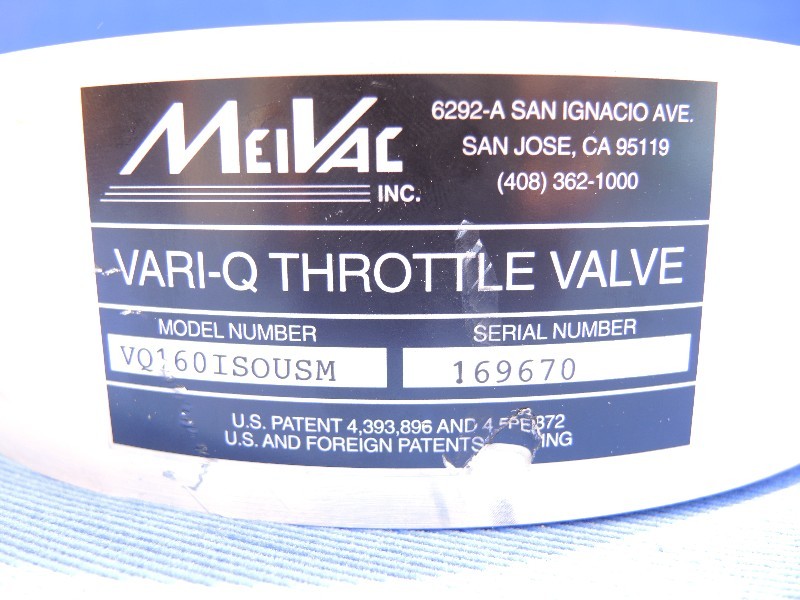 MEIVAC
INC.
6292-A SAN IGNACIO AVE.
SAN JOSE, CA 95119
(408) 362-1000
VARI-Q THROTTLE VALVE
MODEL NUMBER
VQ160ISOUSM
SERIAL NUMBER
169670
U.S. PATENT 4,393,896 AND
U.S. AND FOREIGN PATENTS